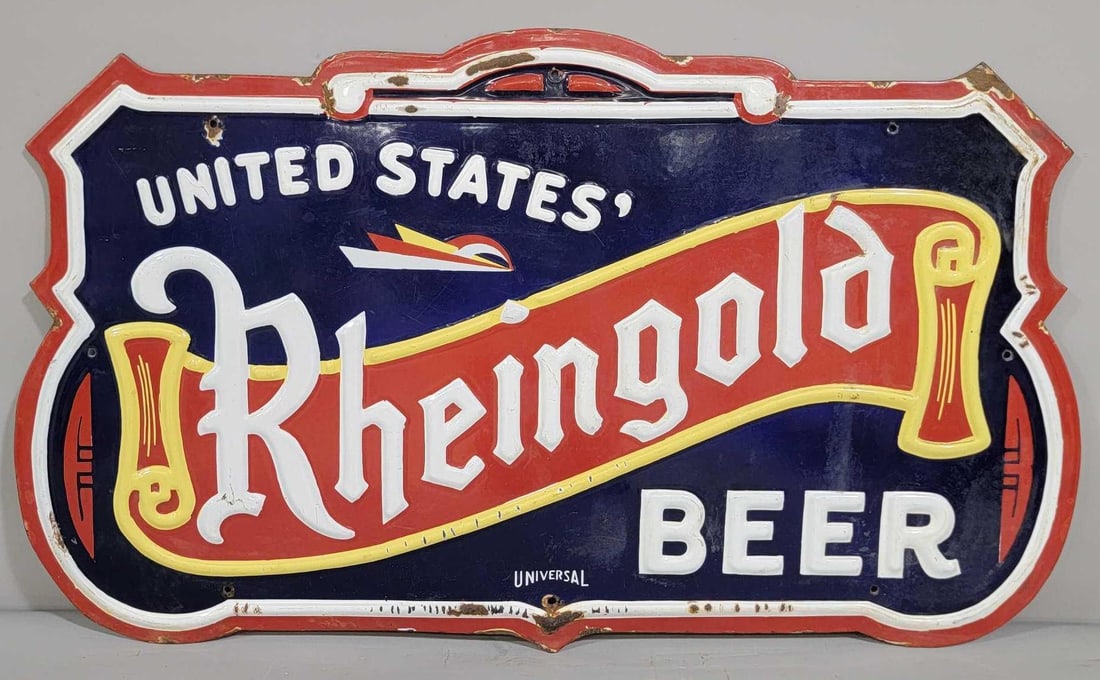 UNITED STATES'
Rheingold
BEER
UNIVERSAL